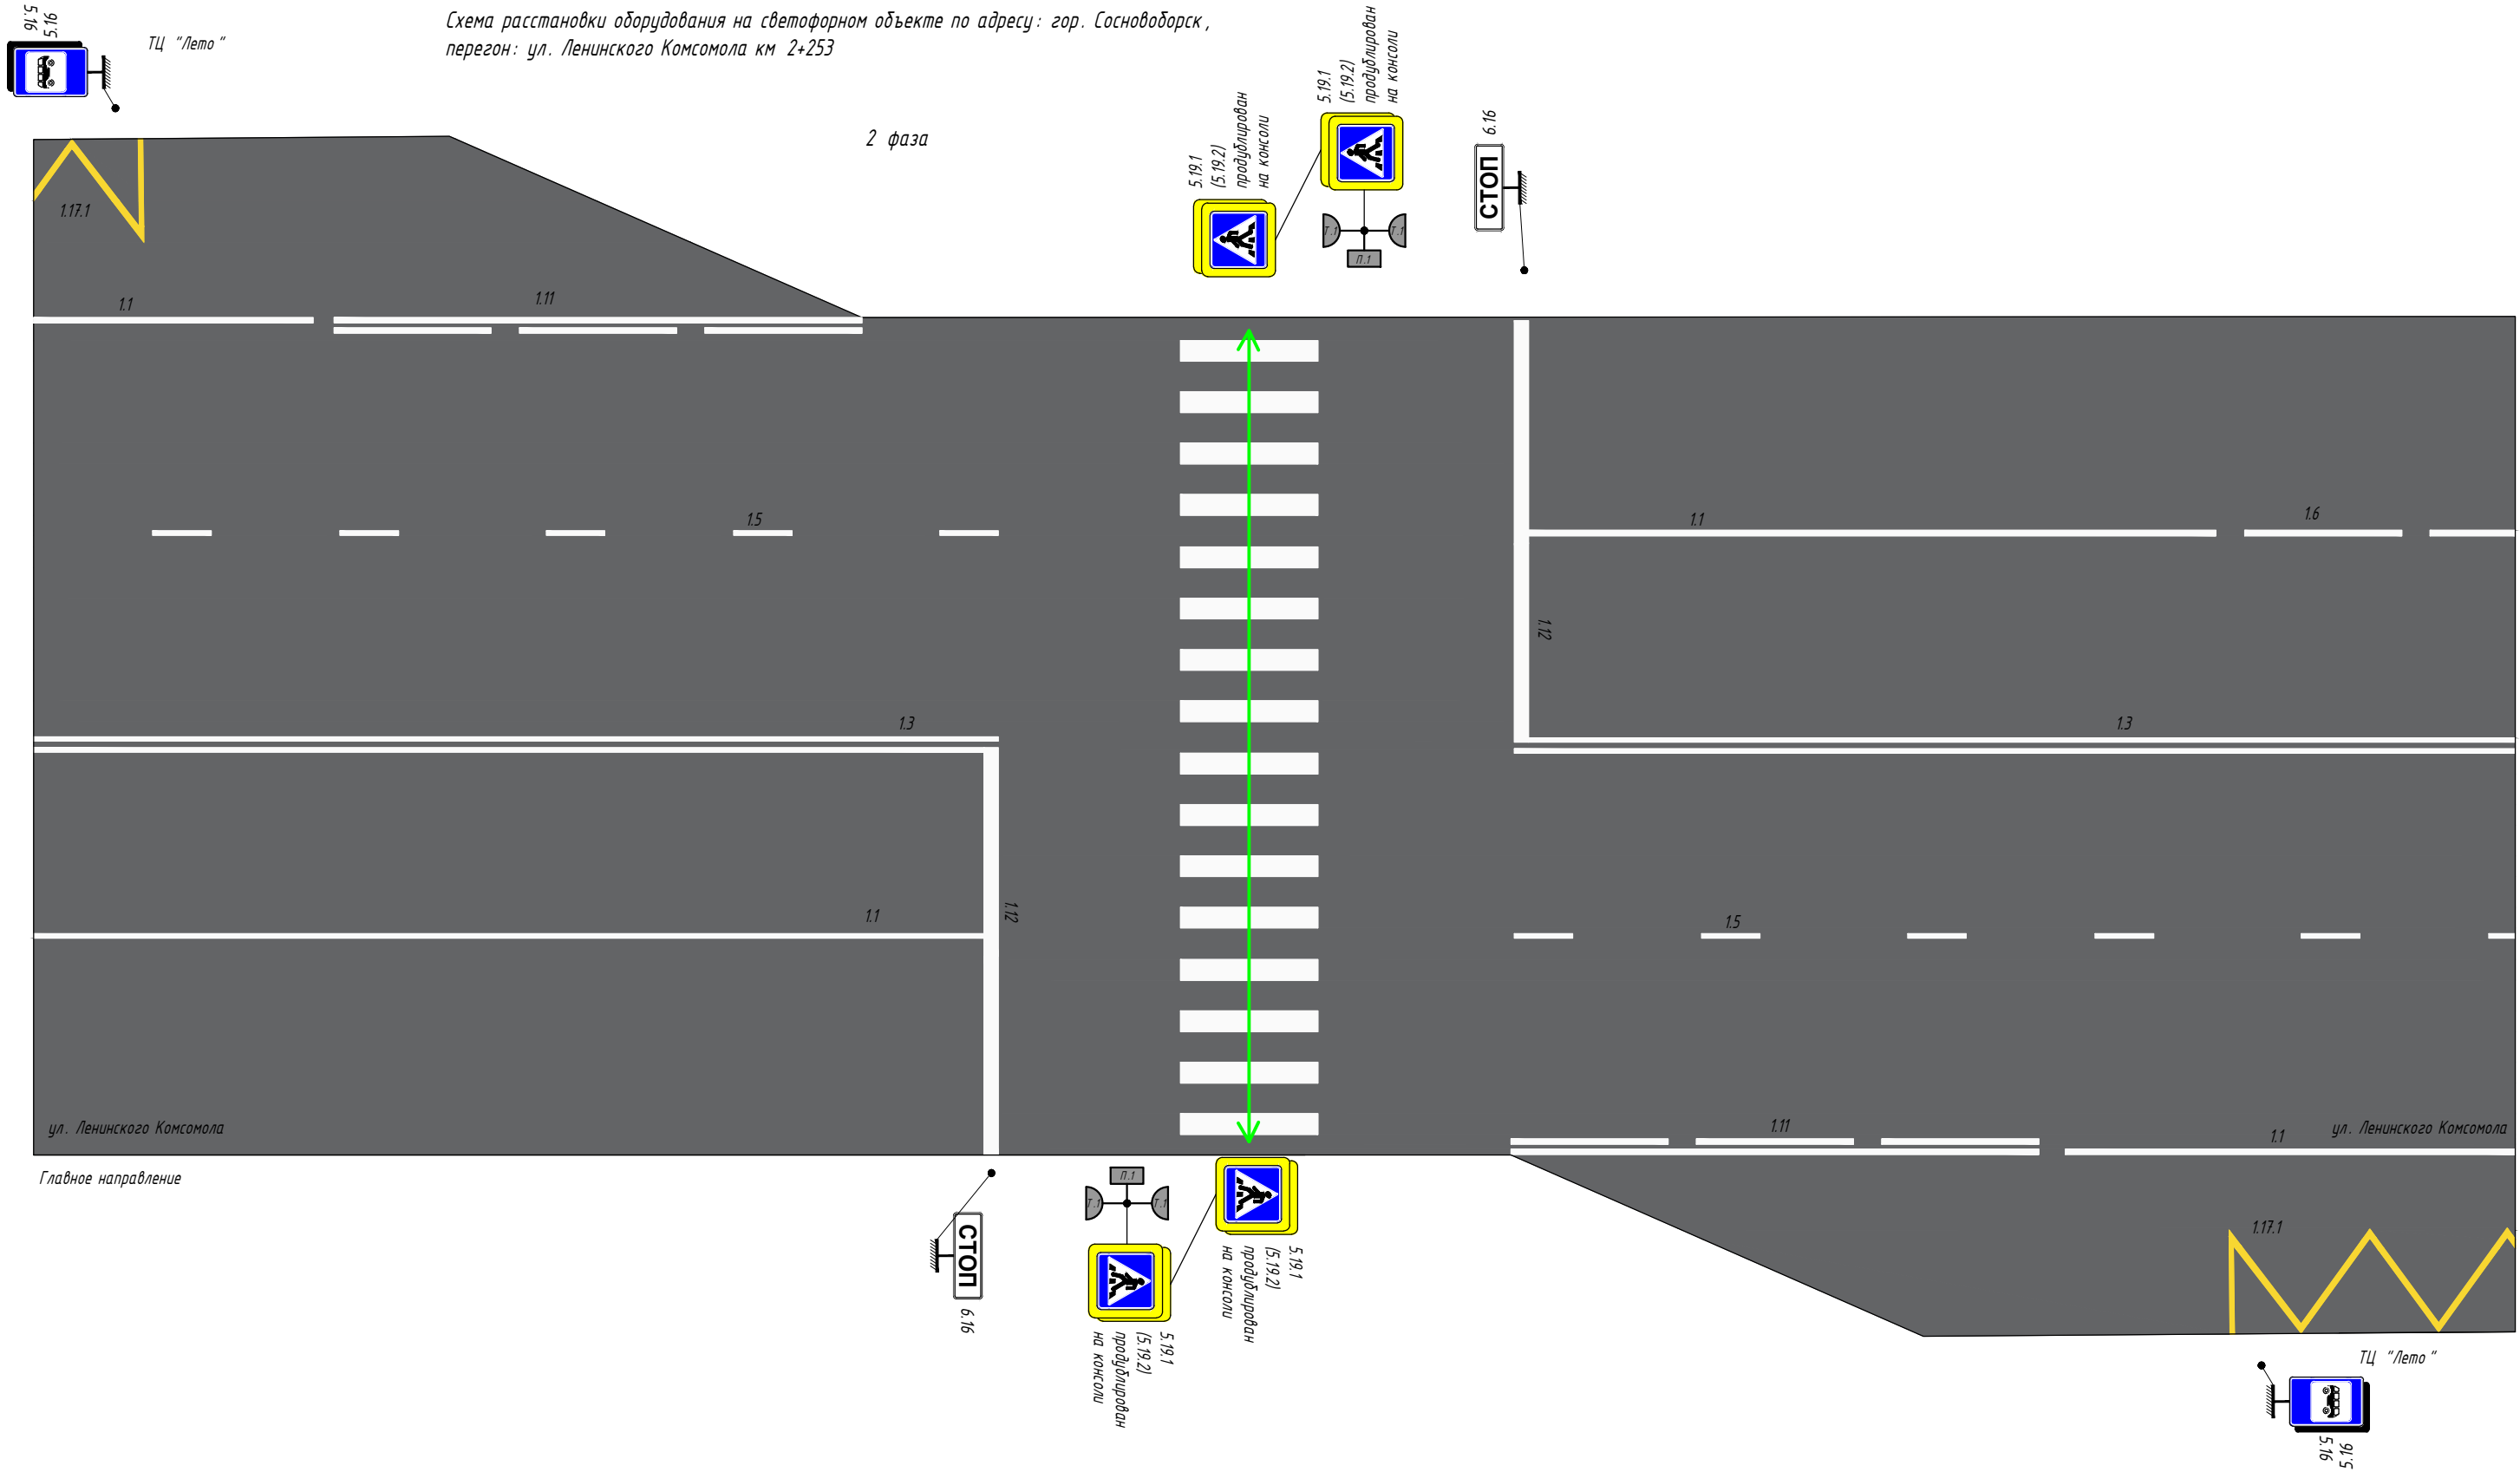 Схема расстановки оборудования на светофорном объекте по адресу: гор. Сосновоборск,
перегон: ул. Ленинского Комсомола км 2+253
5.16
5.16
ТЦ "Лето"
2 фаза
5.19.1
(5.19.2)
продублирован
на консоли
5.19.1
(5.19.2)
продублирован
на консоли
6.16
СТОП
Т.1
Т.1
П.1
1.17.1
1.1
1.11
1.5
1.1
1.6
1.12
1.3
1.3
1.1
1.12
1.5
ул. Ленинского Комсомола
1.11
1.1
ул. Ленинского Комсомола
Главное направление
П.1
Т.1
Т.1
СТОП
6.16
5.19.1
(5.19.2)
продублирован
на консоли
5.19.1
(5.19.2)
продублирован
на консоли
1.17.1
ТЦ "Лето"
5.16
5.16